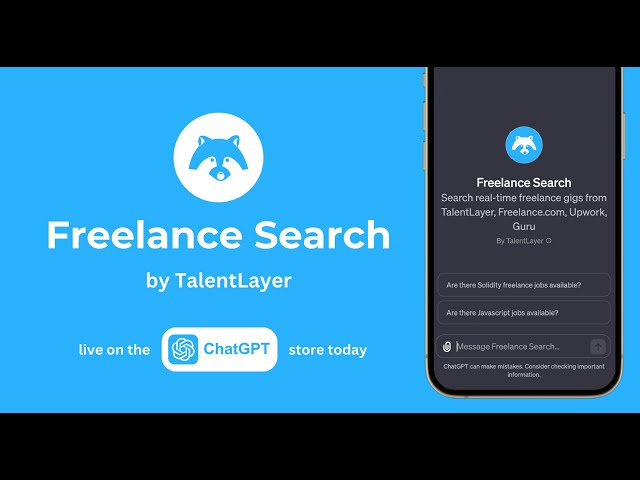 Freelance Search
by TalentLayer
live on the ChatGPT store today
Freelance Search
Search real-time freelance gigs from
TalentLayer, Freelance.com, Upwork,
Guru
By TalentLayer
Are there Solidity freelance jobs available?
Are there Javascript jobs available?
Message Freelance Search...
ChatGPT can make mistakes. Consider checking important
information.